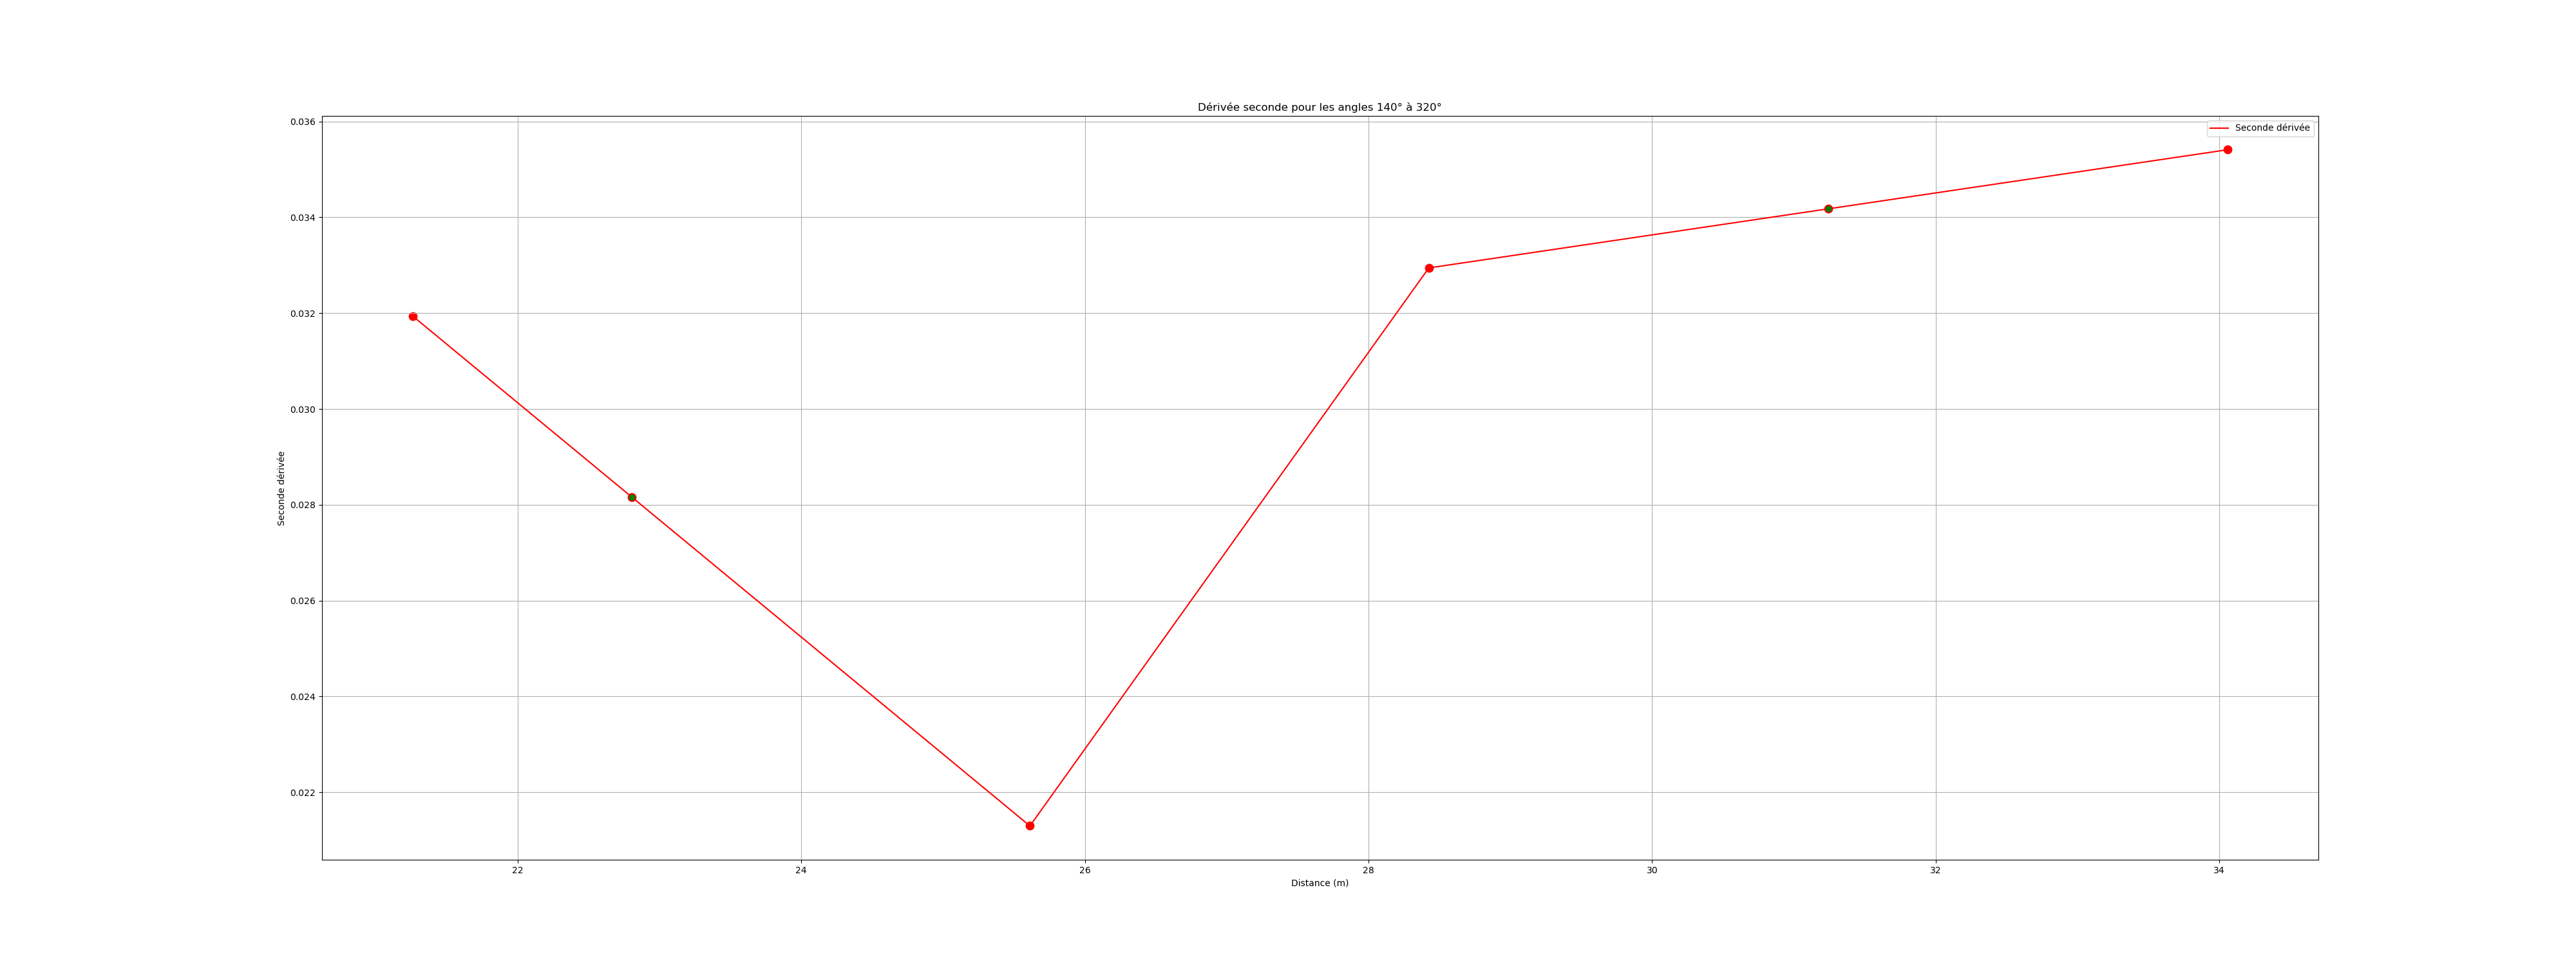 Dérivée seconde pour les angles 140° à 320°
Seconde dérivée
0.036
0.034
0.032
0.030
0.028
0.026
0.024
0.022
Seconde dérivée
22 24 26 28 30 32 34
Distance (m)